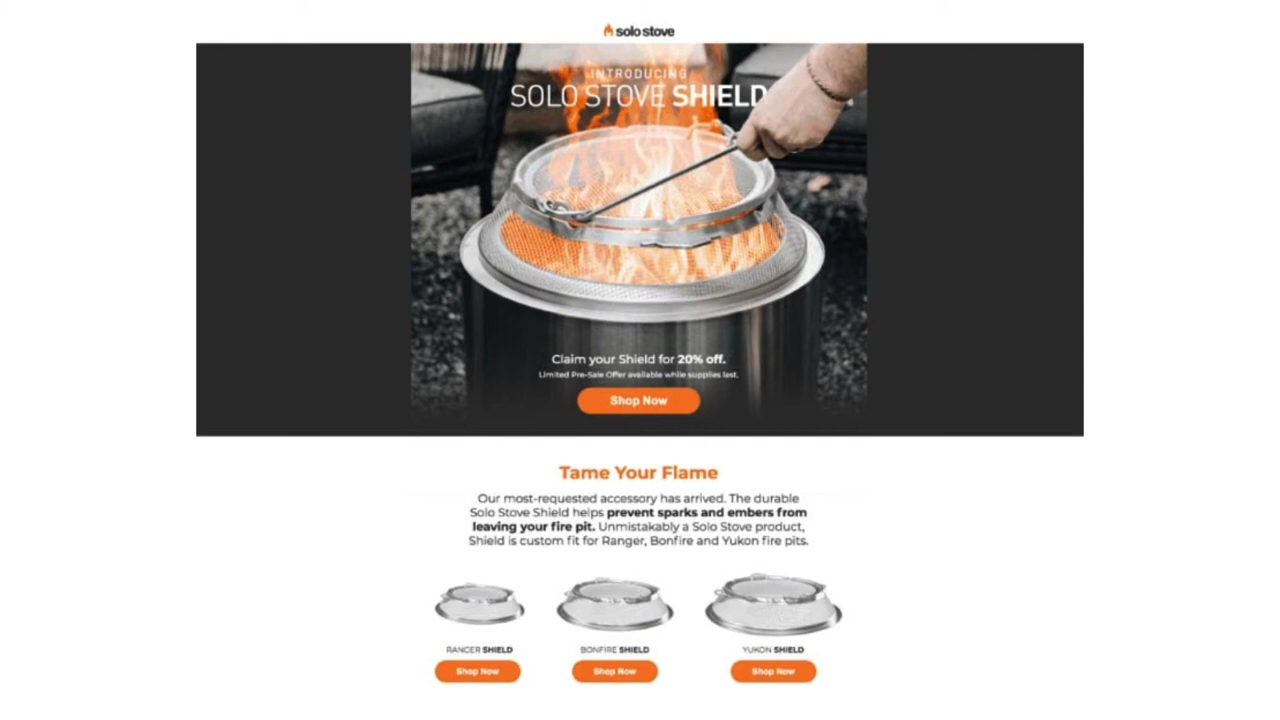 solo stove
INTRODUCING
SOLO STOVE SHIELD
Claim your Shield for 20% off.
Limited Pre-Sale Offer available while supplies last.
Shop Now
Tame Your Flame
Our most-requested accessory has arrived. The durable
Solo Stove Shield helps prevent sparks and embers from
leaving your fire pit. Unmistakably a Solo Stove product,
Shield is custom fit for Ranger, Bonfire and Yukon fire pits.
RANGER SHIELD
BONFIRE SHIELD
YUKON SHIELD
Shop Now
Shop Now
Shop Now